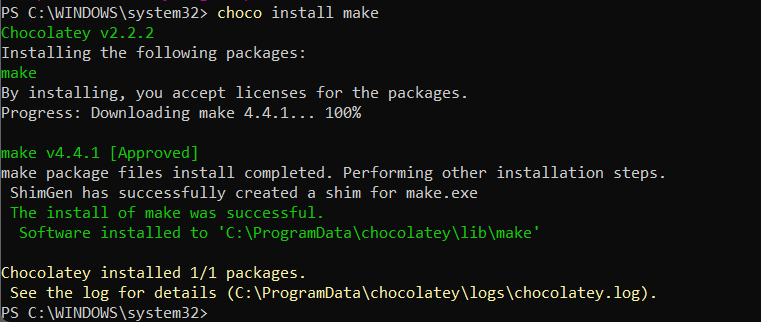 PS C:\WINDOWS\system32> choco install make
Chocolatey v2.2.2
Installing the following packages:
make
By installing, you accept licenses for the packages.
Progress: Downloading make 4.4.1... 100%
make v4.4.1 [Approved]
make package files install completed. Performing other installation steps.
ShimGen has successfully created a shim for make.exe
The install of make was successful.
Software installed to 'C:\ProgramData\chocolatey\lib\make'
Chocolatey installed 1/1 packages.
See the log for details (C:\ProgramData\chocolatey\logs\chocolatey.log).
PS C:\WINDOWS\system32>